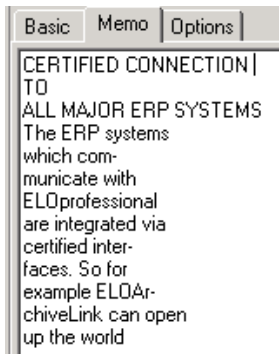 Basic Memo Options
CERTIFIED CONNECTION
TO
ALL MAJOR ERP SYSTEMS
The ERP systems
which com-
municate with
ELOprofessional
are integrated via
certified inter-
faces. So for
example ELOAr-
chiveLink can open
up the world